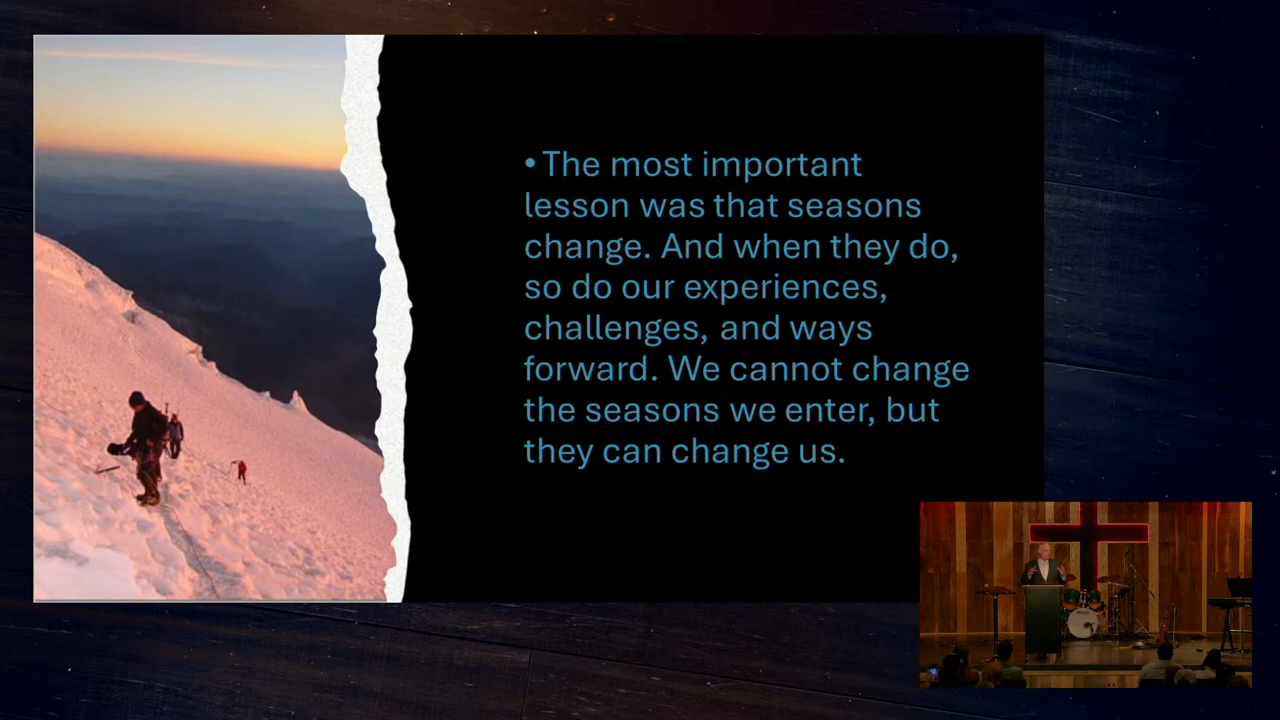 • The most important
lesson was that seasons
change. And when they do,
so do our experiences,
challenges, and ways
forward. We cannot change
the seasons we enter, but
they can change us.